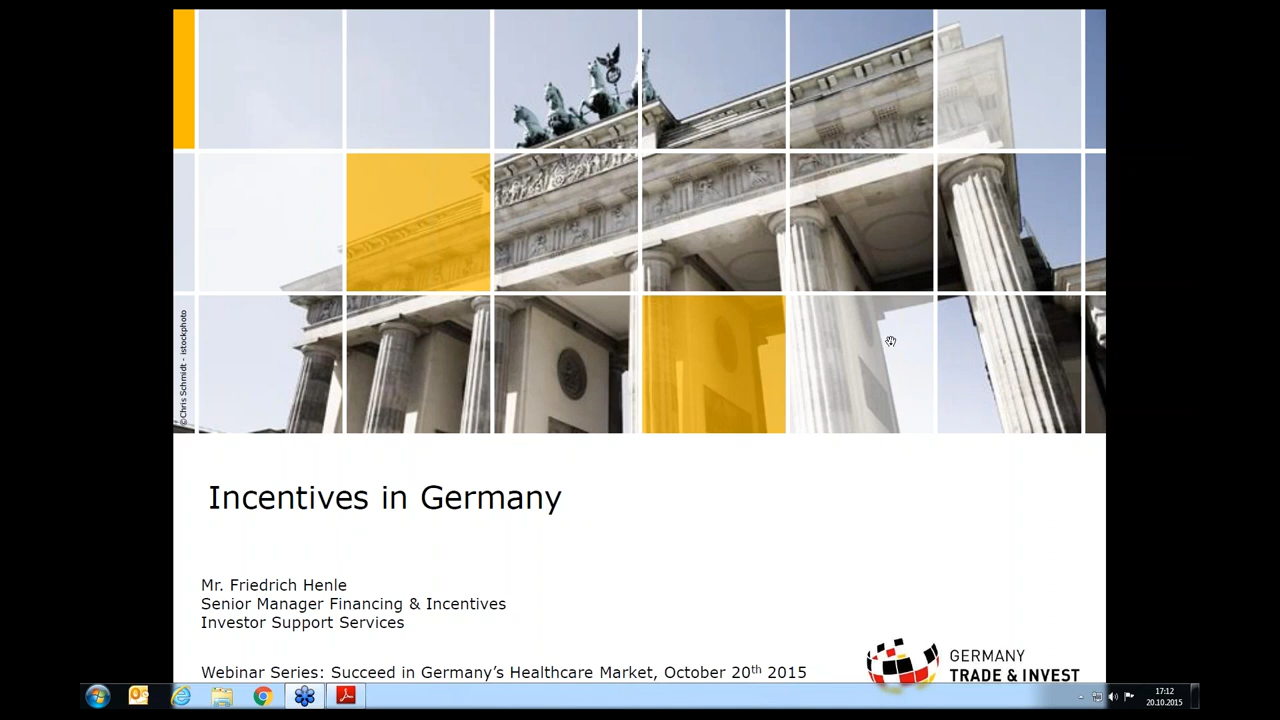 ©Chris Schmidt - istockphoto
Incentives in Germany
Mr. Friedrich Henle
Senior Manager Financing & Incentives
Investor Support Services
Webinar Series: Succeed in Germany’s Healthcare Market, October 20th 2015
GERMANY
TRADE & INVEST
17:12
20.10.2015